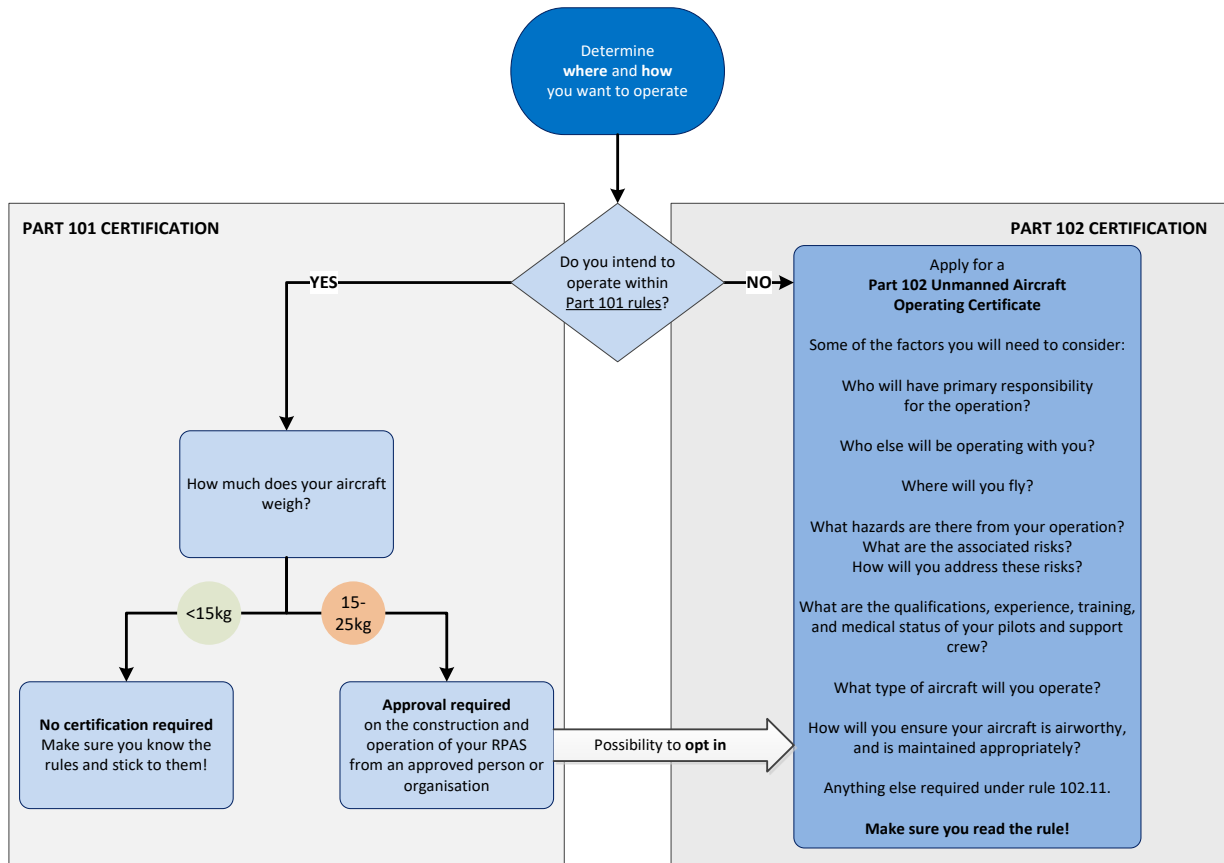 Determine
where and how
you want to operate
PART 101 CERTIFICATION
PART 102 CERTIFICATION
Do you intend to
operate within
Part 101 rules?
YES
NO
How much does your aircraft
weigh?
<15kg
15-
25kg
No certification required
Make sure you know the
rules and stick to them!
Approval required
on the construction and
operation of your RPAS
from an approved person or
organisation
Possibility to opt in
Apply for a
Part 102 Unmanned Aircraft
Operating Certificate
Some of the factors you will need to consider:
Who will have primary responsibility
for the operation?
Who else will be operating with you?
Where will you fly?
What hazards are there from your operation?
What are the associated risks?
How will you address these risks?
What are the qualifications, experience, training,
and medical status of your pilots and support
crew?
What type of aircraft will you operate?
How will you ensure your aircraft is airworthy,
and is maintained appropriately?
Anything else required under rule 102.11.
Make sure you read the rule!